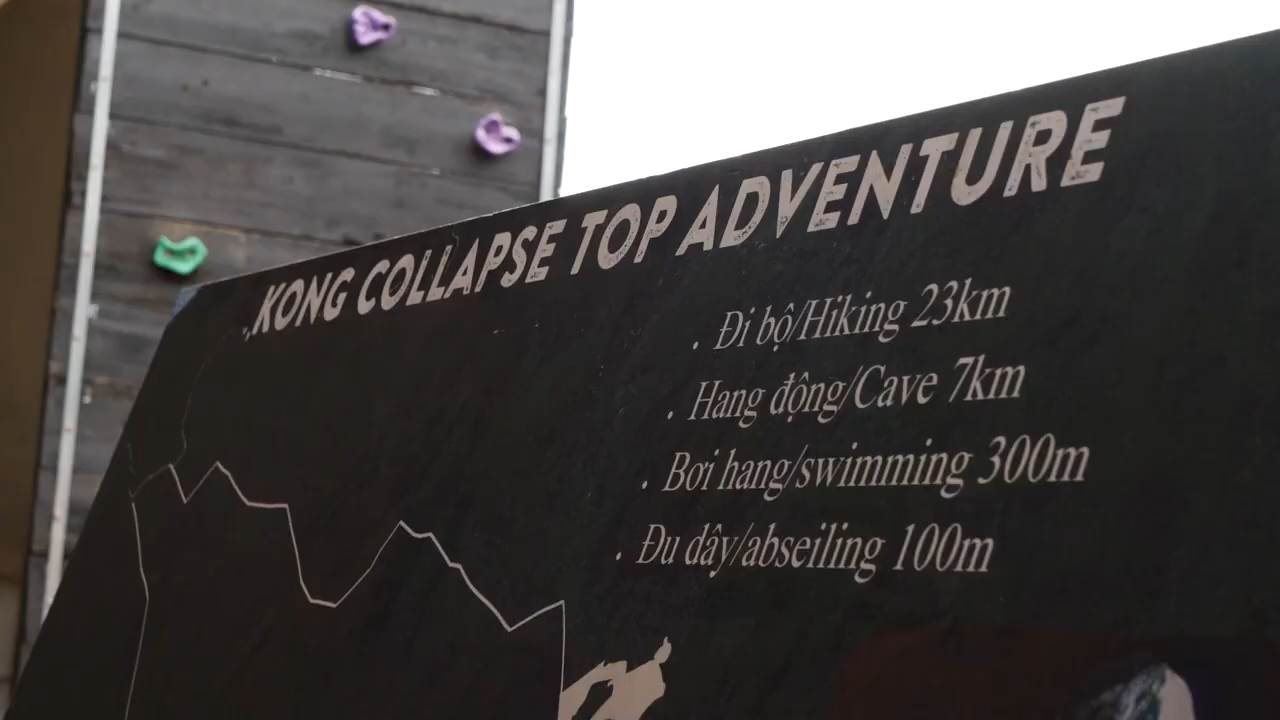 KONG COLLAPSE TOP ADVENTURE
. Đi bộ/Hiking 23km
. Hang động/Cave 7km
. Bơi hang/swimming 300m
. Đu dây/abseiling 100m